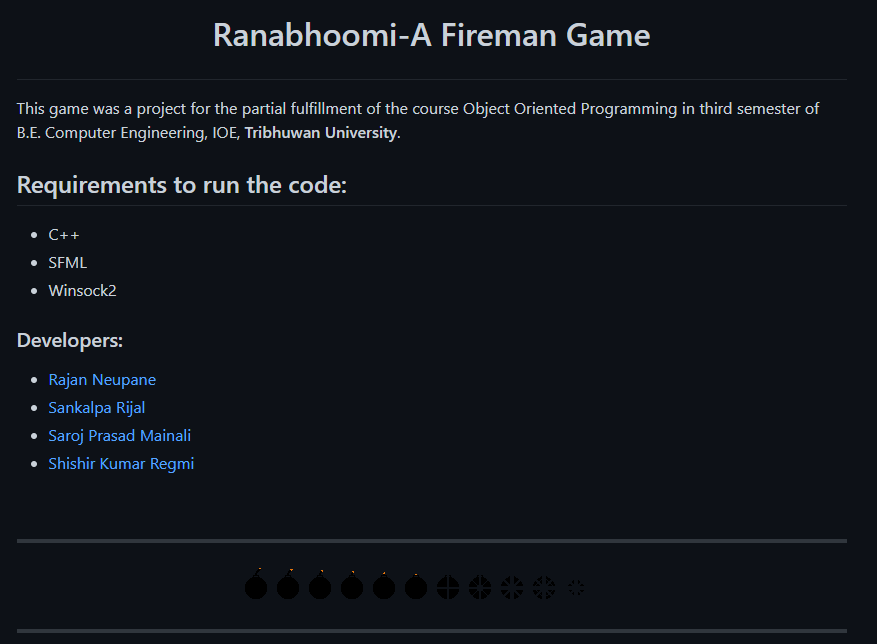 Ranabhoomi-A Fireman Game
This game was a project for the partial fulfillment of the course Object Oriented Programming in third semester of
B.E. Computer Engineering, IOE, Tribhuwan University.
Requirements to run the code:
C++
SFML
Winsock2
Developers:
Rajan Neupane
Sankalpa Rijal
Saroj Prasad Mainali
Shishir Kumar Regmi